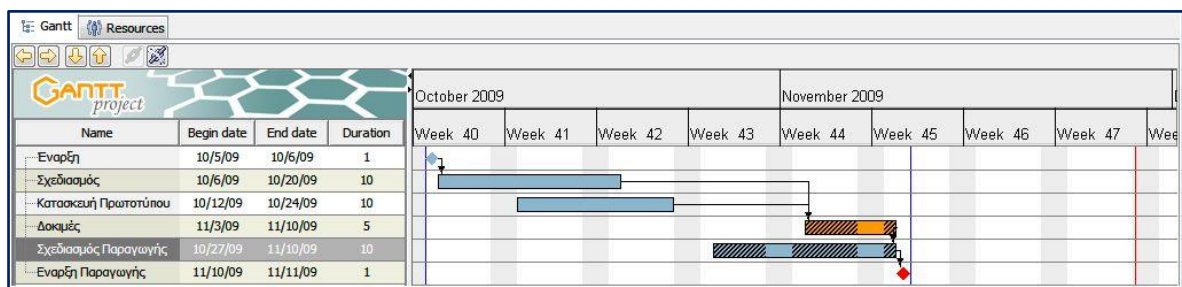 Gantt Resources
GANTT
project
October 2009 November 2009
Name Begin date End date Duration Week 40 Week 41 Week 42 Week 43 Week 44 Week 45 Week 46 Week 47 Wee
Έναρξη 10/5/09 10/6/09 1
Σχεδιασμός 10/6/09 10/20/09 10
Κατασκευή Πρωτοτύπου 10/12/09 10/24/09 10
Δοκιμές 11/3/09 11/10/09 5
Σχεδιασμός Παραγωγής 10/27/09 11/10/09 10
Εναρξη Παραγωγής 11/10/09 11/11/09 1